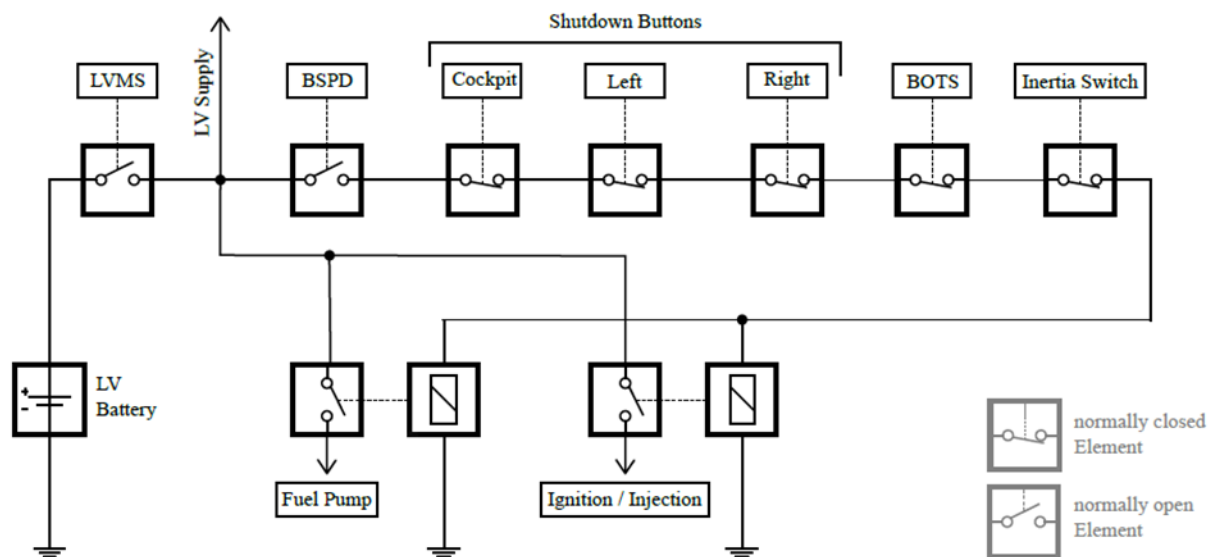 Shutdown Buttons
LVMS
LV Supply
BSPD
Cockpit
Left
Right
BOTS
Inertia Switch
+
-
LV
Battery
Fuel Pump
Ignition / Injection
normally closed
Element
normally open
Element